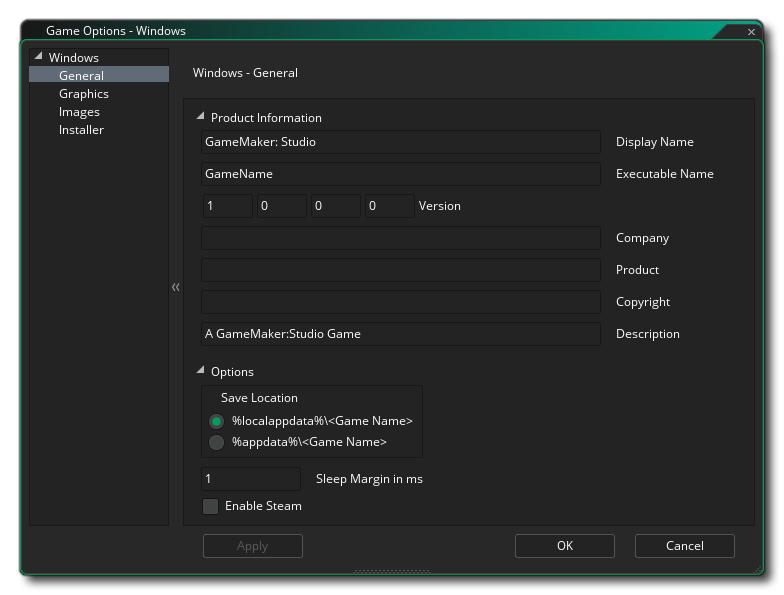 Game Options - Windows
Windows
General
Graphics
Images
Installer
Windows - General
Product Information
GameMaker: Studio Display Name
GameName Executable Name
1 0 0 0 Version
Company
Product
Copyright
A GameMaker:Studio Game Description
Options
Save Location
%localappdata%\<Game Name>
%appdata%\<Game Name>
1 Sleep Margin in ms
Enable Steam
Apply OK Cancel